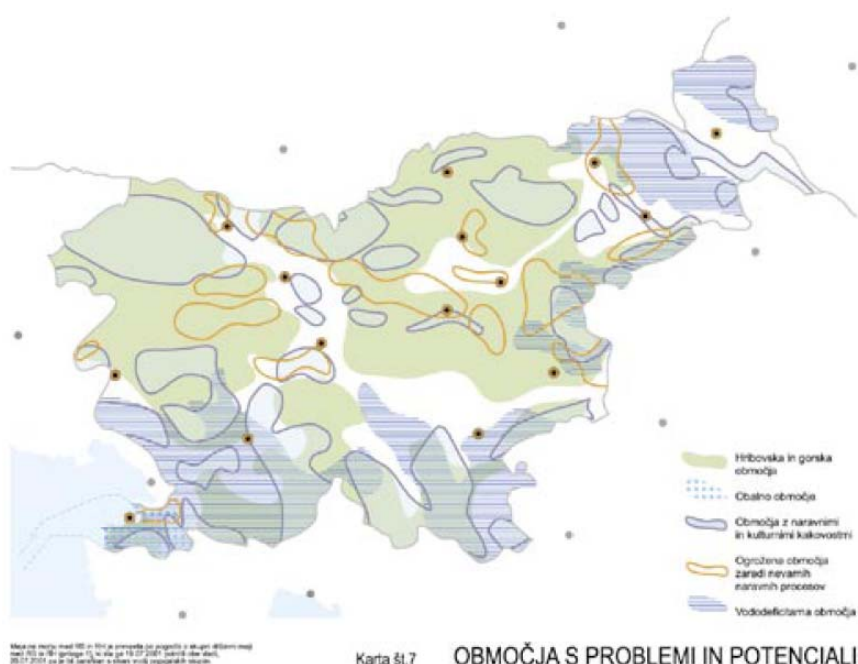 Hribovska in gorska
območja
Obalno območje
Območja z naravnimi
in kulturnimi kakovostmi
Ogrožena območja
zaradi nevarnih
naravnih procesov
Vododeficitarna območja
Karta št.7 OBMOČJA S PROBLEMI IN POTENCIALI